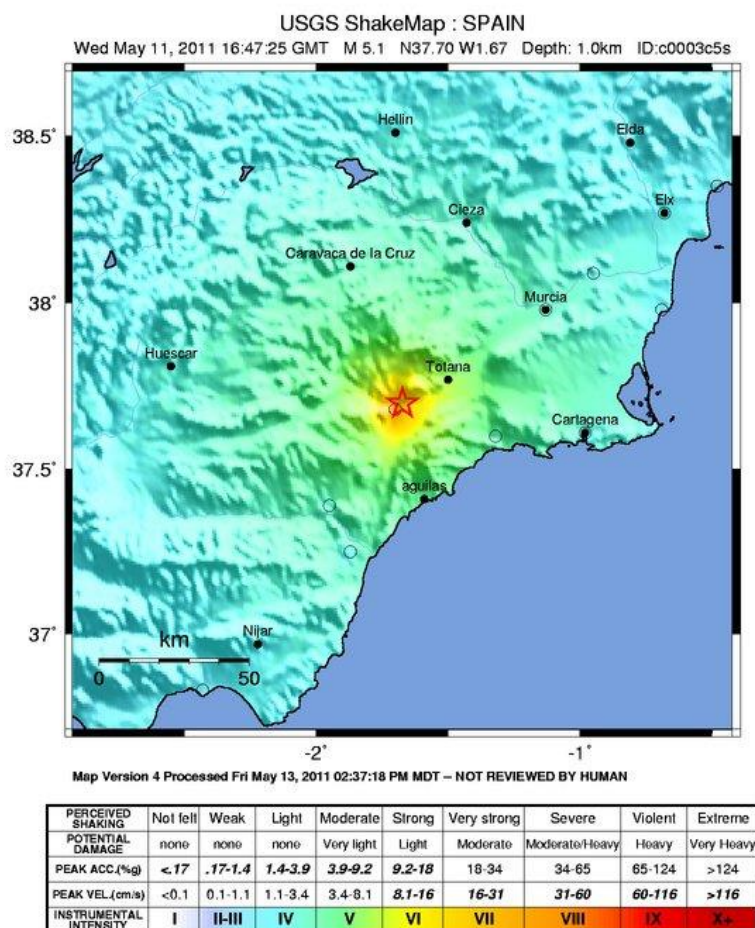 USGS ShakeMap : SPAIN
Wed May 11, 2011 16:47:25 GMT M 5.1 N37.70 W1.67 Depth: 1.0km ID:c0003c5s
38.5°
Hellin
Elda
Elx
Cieza
Caravaca de la Cruz
38°
Murcia
Huescar
Totana
Cartagena
37.5°
aguilas
37°
Nijar
km
0 50
-2° -1°
Map Version 4 Processed Fri May 13, 2011 02:37:18 PM MDT -- NOT REVIEWED BY HUMAN
PERCEIVED SHAKING Not felt Weak Light Moderate Strong Very strong Severe Violent Extreme
POTENTIAL DAMAGE none none none Very light Light Moderate Moderate/Heavy Heavy Very Heavy
PEAK ACC.(%g) <.17 .17-1.4 1.4-3.9 3.9-9.2 9.2-18 18-34 34-65 65-124 >124
PEAK VEL.(cm/s) <0.1 0.1-1.1 1.1-3.4 3.4-8.1 8.1-16 16-31 31-60 60-116 >116
INSTRUMENTAL INTENSITY I II-III IV V VI VII VIII IX X+